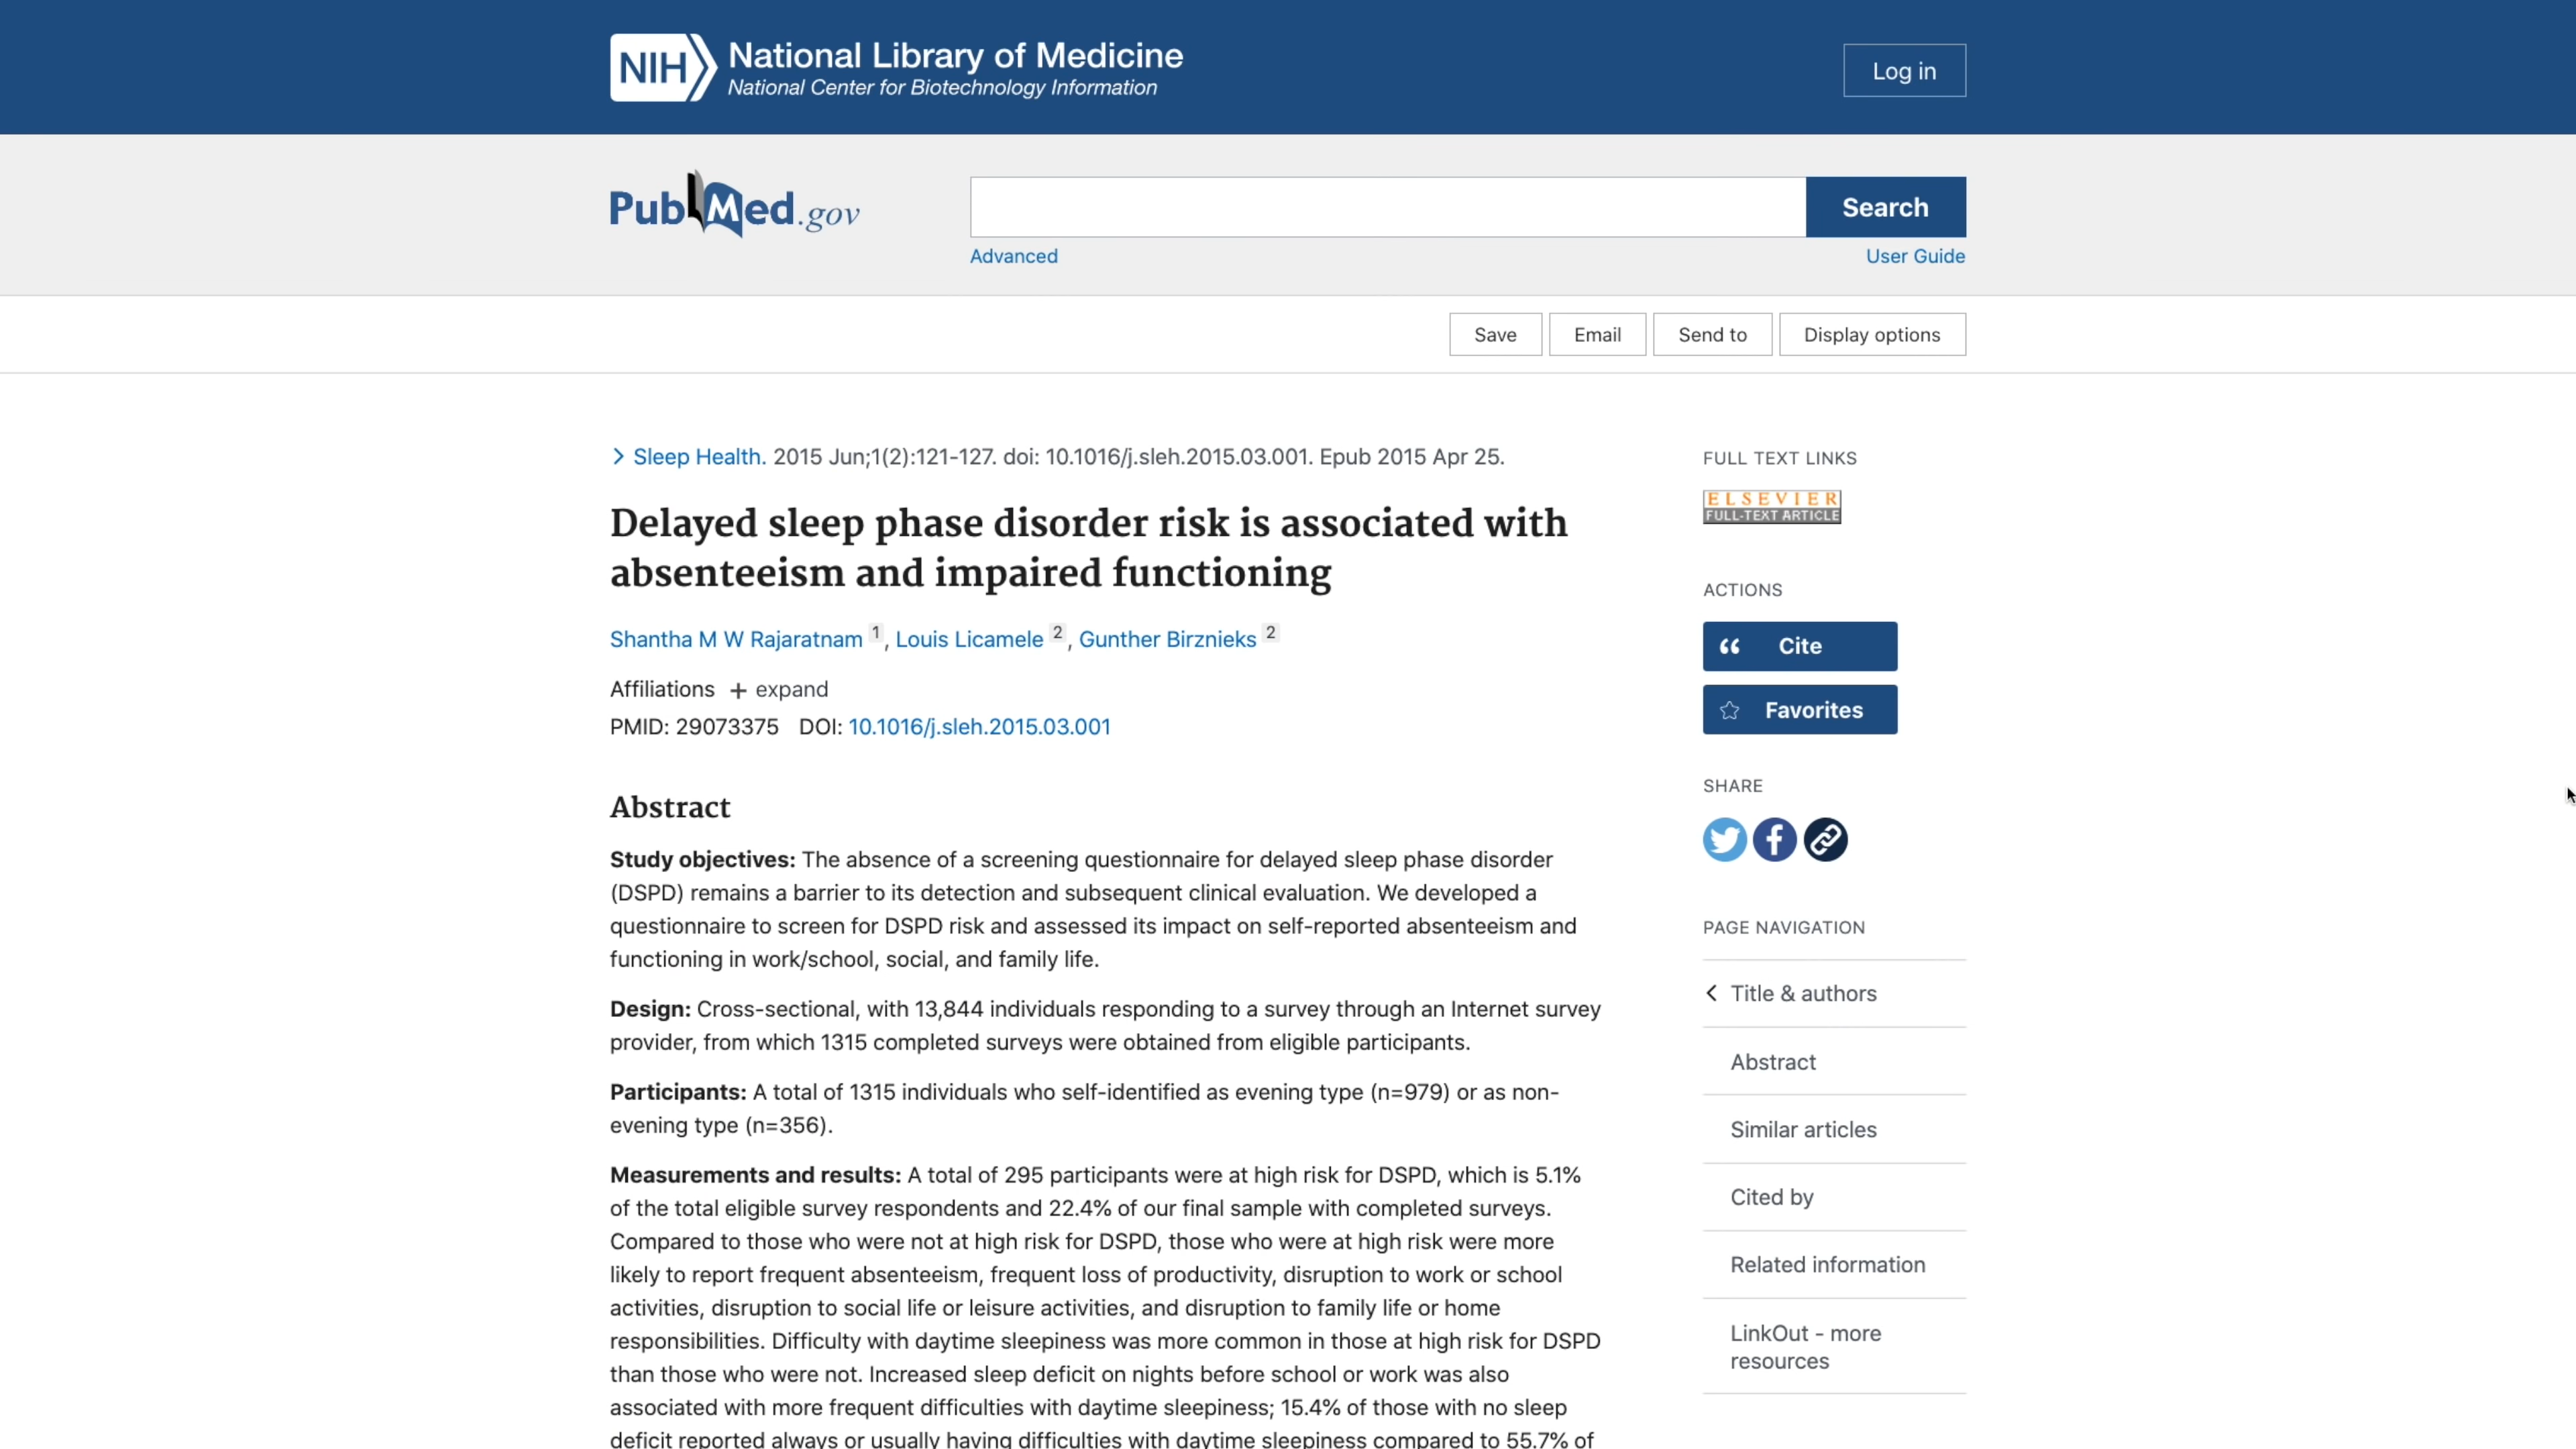 NIH National Library of Medicine
National Center for Biotechnology Information
Log in
PubMed.gov
Search
Advanced
User Guide
Save
Email
Send to
Display options
Sleep Health. 2015 Jun;1(2):121-127. doi: 10.1016/j.sleh.2015.03.001. Epub 2015 Apr 25.
Delayed sleep phase disorder risk is associated with
absenteeism and impaired functioning
Shantha M W Rajaratnam 1, Louis Licamele 2, Gunther Birznieks 2
Affiliations + expand
PMID: 29073375 DOI: 10.1016/j.sleh.2015.03.001
Abstract
Study objectives: The absence of a screening questionnaire for delayed sleep phase disorder
(DSPD) remains a barrier to its detection and subsequent clinical evaluation. We developed a
questionnaire to screen for DSPD risk and assessed its impact on self-reported absenteeism and
functioning in work/school, social, and family life.
Design: Cross-sectional, with 13,844 individuals responding to a survey through an Internet survey
provider, from which 1315 completed surveys were obtained from eligible participants.
Participants: A total of 1315 individuals who self-identified as evening type (n=979) or as non-
evening type (n=356).
Measurements and results: A total of 295 participants were at high risk for DSPD, which is 5.1%
of the total eligible survey respondents and 22.4% of our final sample with completed surveys.
Compared to those who were not at high risk for DSPD, those who were at high risk were more
likely to report frequent absenteeism, frequent loss of productivity, disruption to work or school
activities, disruption to social life or leisure activities, and disruption to family life or home
responsibilities. Difficulty with daytime sleepiness was more common in those at high risk for DSPD
than those who were not. Increased sleep deficit on nights before school or work was also
associated with more frequent difficulties with daytime sleepiness; 15.4% of those with no sleep
deficit reported always or usually having difficulties with daytime sleepiness compared to 55.7% of
FULL TEXT LINKS
ELSEVIER
FULL-TEXT ARTICLE
ACTIONS
Cite
Favorites
SHARE
PAGE NAVIGATION
Title & authors
Abstract
Similar articles
Cited by
Related information
LinkOut - more
resources